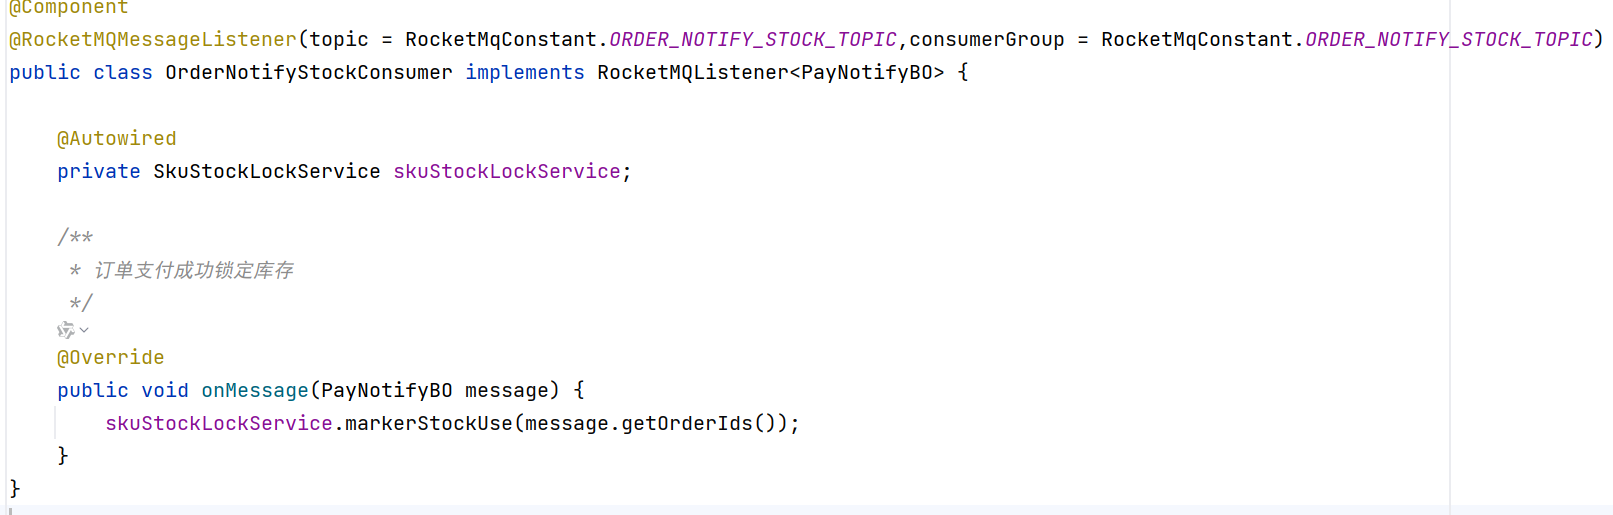 @Component
@RocketMQMessageListener(topic = RocketMqConstant.ORDER_NOTIFY_STOCK_TOPIC,consumerGroup = RocketMqConstant.ORDER_NOTIFY_STOCK_TOPIC)
public class OrderNotifyStockConsumer implements RocketMQListener<PayNotifyBO> {
@Autowired
private SkuStockLockService skuStockLockService;
/**
* 订单支付成功锁定库存
*/
@Override
public void onMessage(PayNotifyBO message) {
skuStockLockService.markerStockUse(message.getOrderIds());
}
}